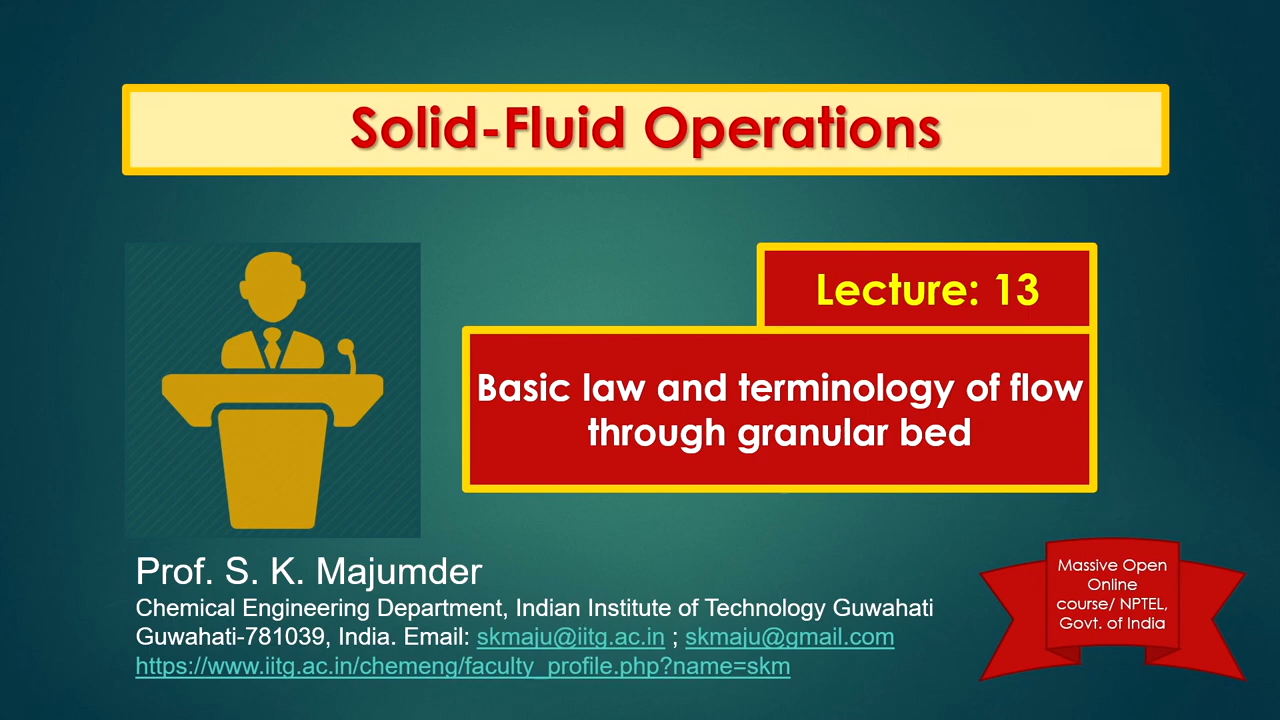 Solid-Fluid Operations
Lecture: 13
Basic law and terminology of flow
through granular bed
Prof. S. K. Majumder
Chemical Engineering Department, Indian Institute of Technology Guwahati
Guwahati-781039, India. Email: skmaju@iitg.ac.in ; skmaju@gmail.com
https://www.iitg.ac.in/chemeng/faculty_profile.php?name=skm
Massive Open
Online
course/ NPTEL,
Govt. of India